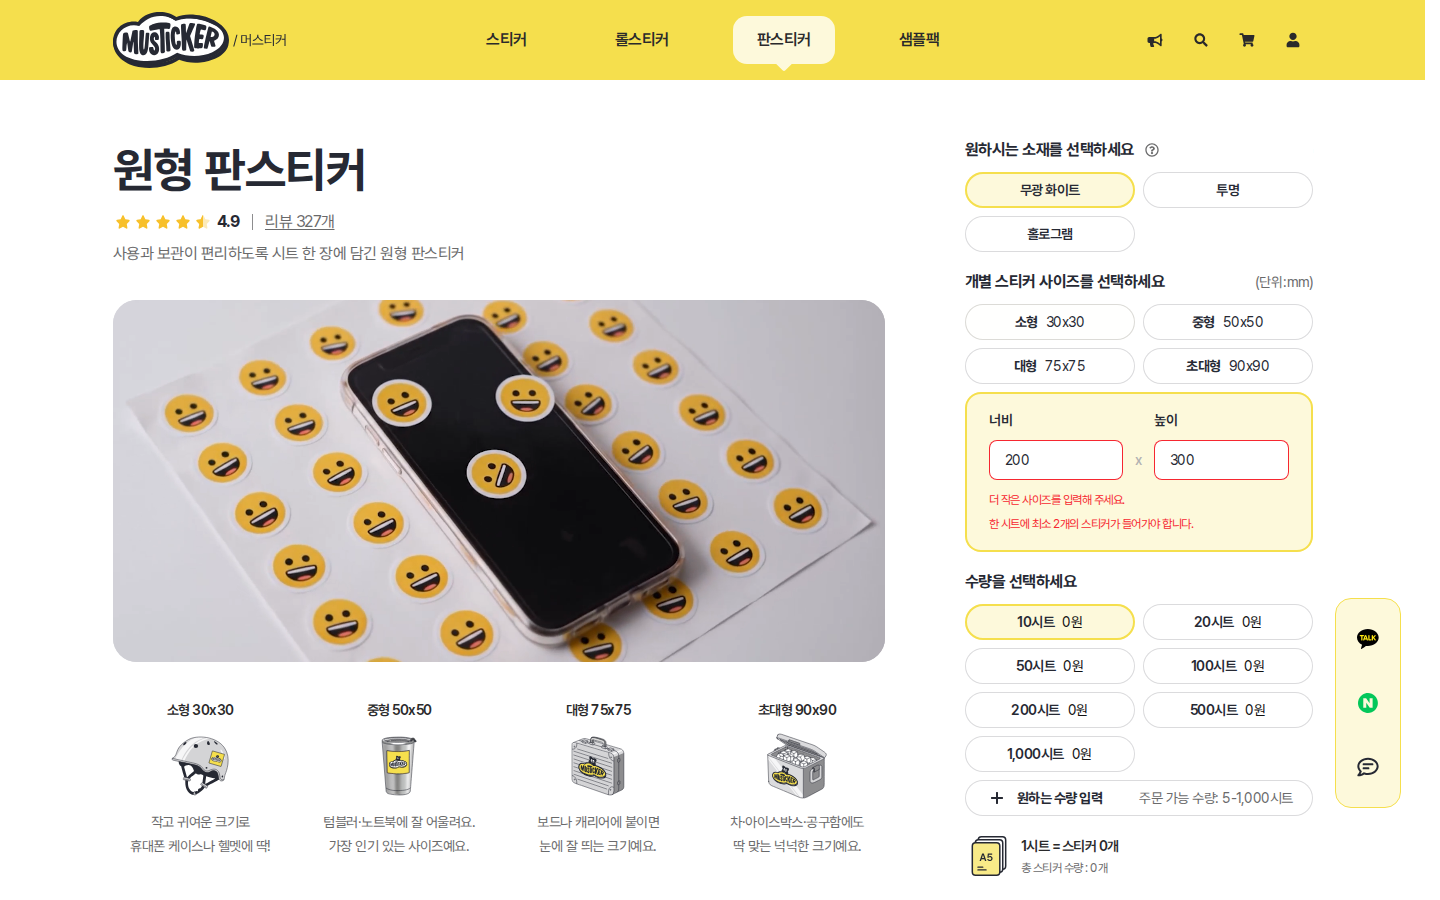 MUSTICKER / 머스티커
스티커
롤스티커
판스티커
샘플팩
원형 판스티커
4.9 | 리뷰 327개
사용과 보관이 편리하도록 시트 한 장에 담긴 원형 판스티커
소형 30x30
중형 50x50
대형 75x75
초대형 90x90
MUSTICKER
MUSTICKER
MUSTICKER
작고 귀여운 크기로
휴대폰 케이스나 헬멧에 딱!
텀블러·노트북에 잘 어울려요.
가장 인기 있는 사이즈예요.
보드나 캐리어에 붙이면
눈에 잘 띄는 크기예요.
차·아이스박스·공구함에도
딱 맞는 넉넉한 크기예요.
원하시는 소재를 선택하세요 ?
무광 화이트
투명
홀로그램
개별 스티커 사이즈를 선택하세요 (단위:mm)
소형 30x30
중형 50x50
대형 75x75
초대형 90x90
너비
높이
200 x 300
더 작은 사이즈를 입력해 주세요.
한 시트에 최소 2개의 스티커가 들어가야 합니다.
수량을 선택하세요
10시트 0원
20시트 0원
50시트 0원
100시트 0원
200시트 0원
500시트 0원
1,000시트 0원
+ 원하는 수량 입력 주문 가능 수량: 5-1,000시트
A5
1시트 = 스티커 0개
총 스티커 수량 : 0 개
TALK
N